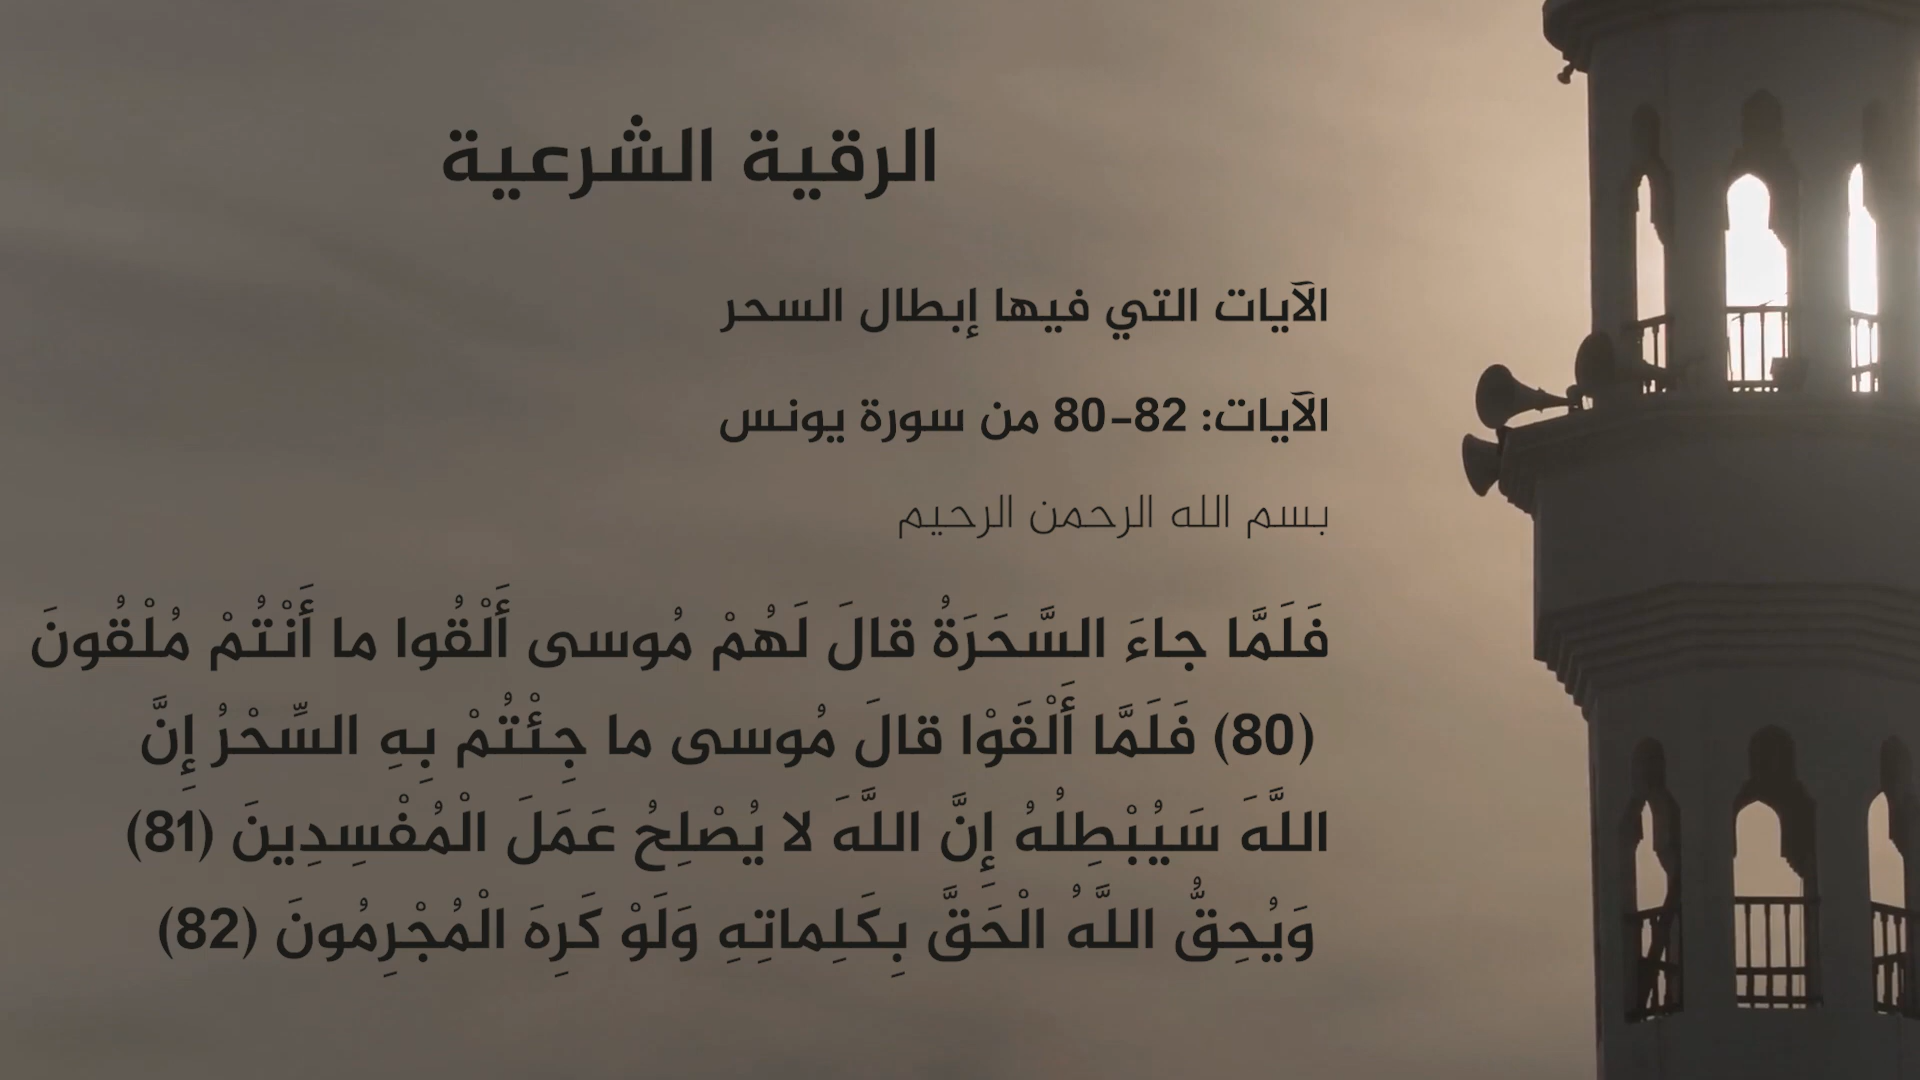 الرقية الشرعية
الآيات التي فيها إبطال السحر
الآيات: 82-80 من سورة يونس
بسم الله الرحمن الرحيم
فَلَمَّا جاءَ السَّحَرَةُ قالَ لَهُمْ مُوسى أَلْقُوا ما أَنْتُمْ مُلْقُونَ
(80) فَلَمَّا أَلْقَوْا قالَ مُوسى ما جِئْتُمْ بِهِ السِّحْرُ إِنَّ
اللَّهَ سَيُبْطِلُهُ إِنَّ اللَّهَ لا يُصْلِحُ عَمَلَ الْمُفْسِدِينَ (81)
وَيُحِقُّ اللَّهُ الْحَقَّ بِكَلِماتِهِ وَلَوْ كَرِهَ الْمُجْرِمُونَ (82)